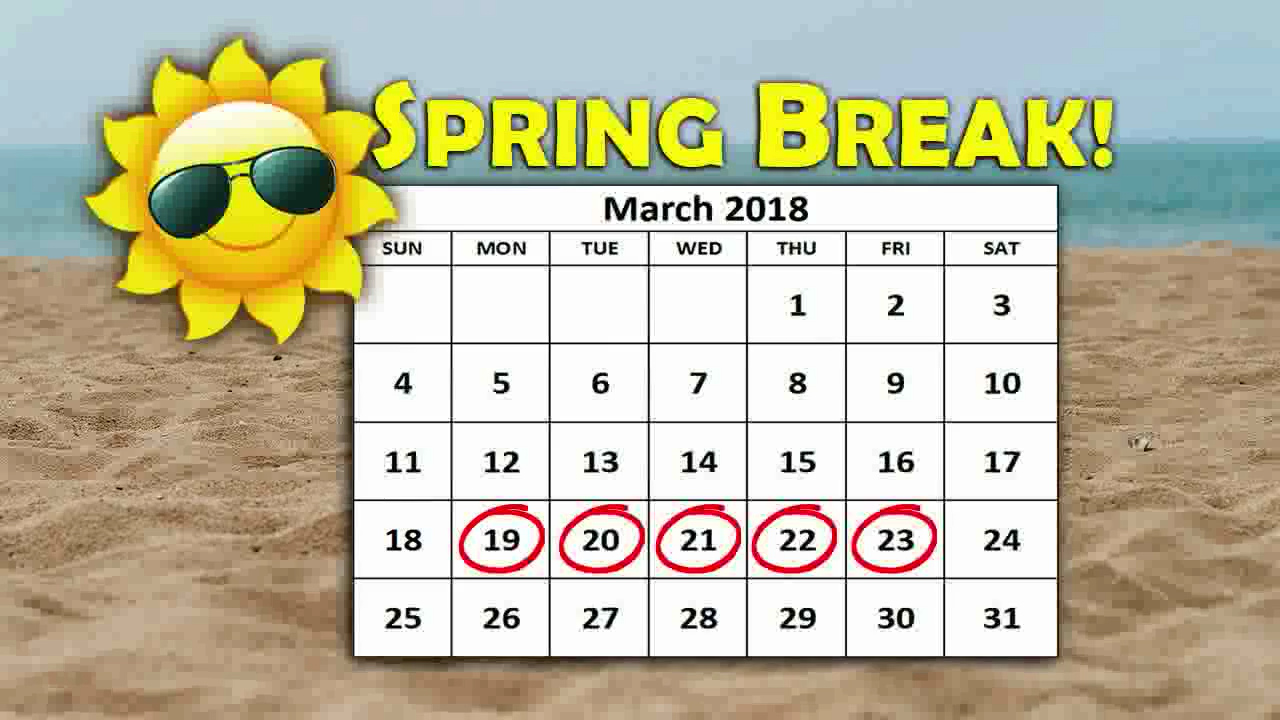 SPRING BREAK!
March 2018
SUN MON TUE WED THU FRI SAT
1 2 3
4 5 6 7 8 9 10
11 12 13 14 15 16 17
18 19 20 21 22 23 24
25 26 27 28 29 30 31